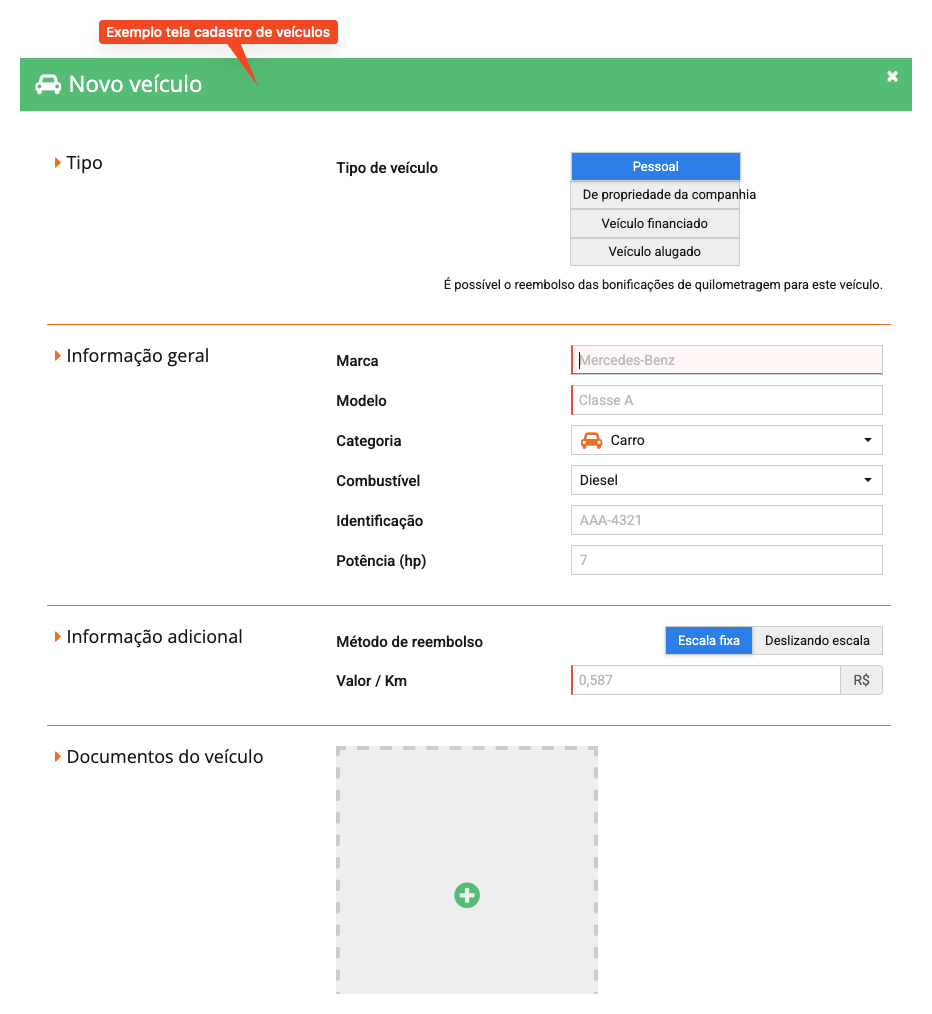 Exemplo tela cadastro de veículos
Novo veículo
Tipo
Tipo de veículo
Pessoal
De propriedade da companhia
Veículo financiado
Veículo alugado
É possível o reembolso das bonificações de quilometragem para este veículo.
Informação geral
Marca
Mercedes-Benz
Modelo
Classe A
Categoria
Carro
Combustível
Diesel
Identificação
AAA-4321
Potência (hp)
7
Informação adicional
Método de reembolso
Escala fixa
Deslizando escala
Valor / Km
0,587
R$
Documentos do veículo